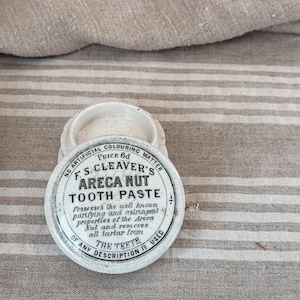 NO ARTIFICIAL COLOURING MATTER
PRICE 6d
F.S. CLEAVER'S
ARECA NUT
TOOTH PASTE
Possesses the well known
purifying and astringent
properties of the Areca
Nut and removes
all tartar from
THE TEETH
OF ANY DESCRIPTION IS USED